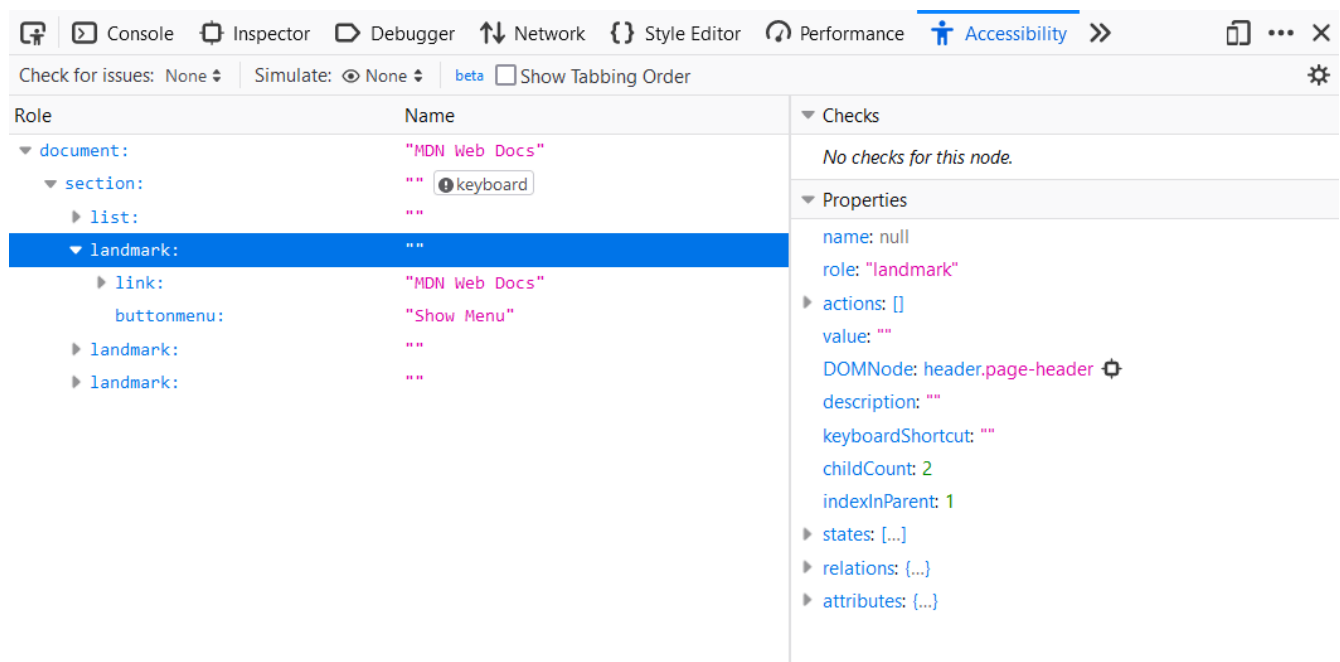 Console Inspector Debugger Network Style Editor Performance Accessibility
Check for issues: None Simulate: None beta Show Tabbing Order
Role Name
document: "MDN Web Docs"
section: "" keyboard
list: ""
landmark: ""
link: "MDN Web Docs"
buttonmenu: "Show Menu"
landmark: ""
landmark: ""
Checks
No checks for this node.
Properties
name: null
role: "landmark"
actions: []
value: ""
DOMNode: header.page-header
description: ""
keyboardShortcut: ""
childCount: 2
indexInParent: 1
states: […]
relations: {…}
attributes: {…}